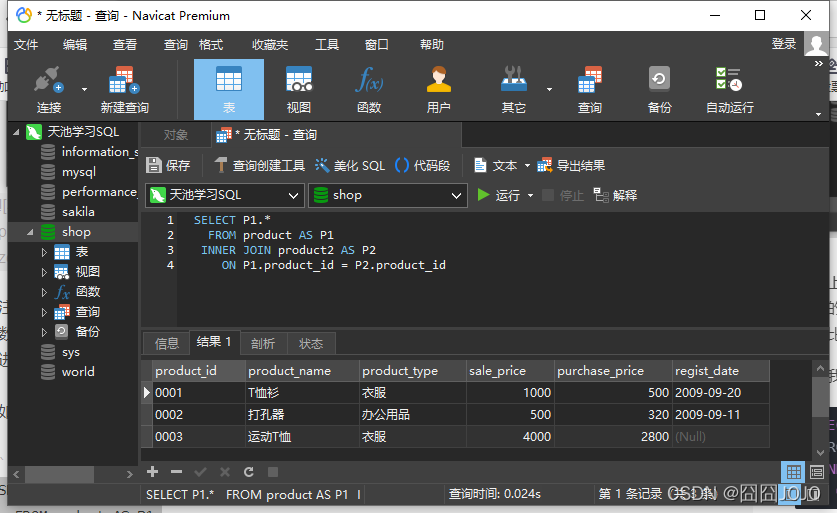 * 无标题 - 查询 - Navicat Premium
文件 编辑 查看 查询 格式 收藏夹 工具 窗口 帮助 登录
连接 新建查询 表 视图 函数 用户 其它 查询 备份 自动运行
天池学习SQL
information_s
mysql
performance_
sakila
shop
表
视图
函数
查询
备份
sys
world
对象 * 无标题 - 查询
保存 查询创建工具 美化 SQL 代码段 文本 导出结果
天池学习SQL shop 运行 停止 解释
1 SELECT P1.*
2 FROM product AS P1
3 INNER JOIN product2 AS P2
4 ON P1.product_id = P2.product_id
信息 结果 1 剖析 状态
product_id product_name product_type sale_price purchase_price regist_date
0001 T恤衫 衣服 1000 500 2009-09-20
0002 打孔器 办公用品 500 320 2009-09-11
0003 运动T恤 衣服 4000 2800 (Null)
SELECT P1.* FROM product AS P1 I 查询时间: 0.024s 第 1 条记录
CSDN @囧囧JOJO